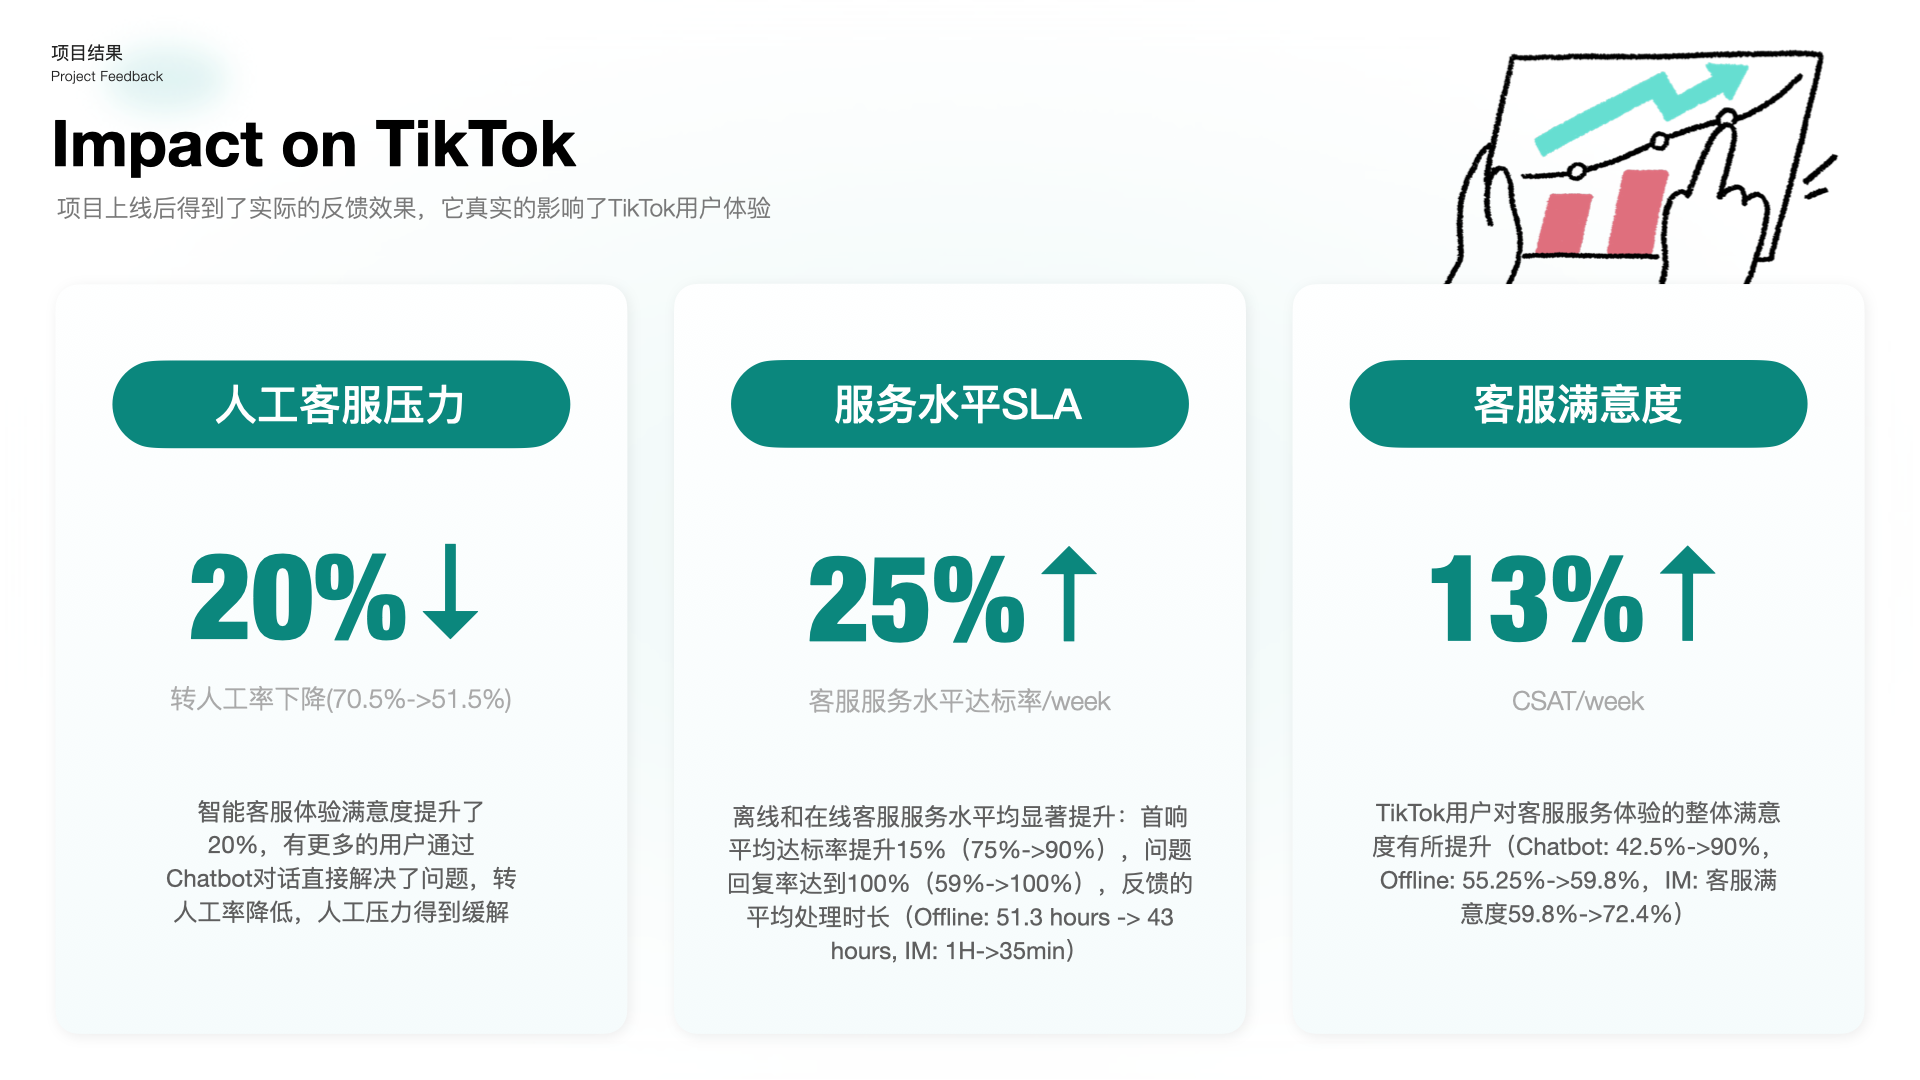 项目结果
Project Feedback
Impact on TikTok
项目上线后得到了实际的反馈效果，它真实的影响了TikTok用户体验
人工客服压力
20%↓
转人工率下降(70.5%->51.5%)
智能客服体验满意度提升了
20%，有更多的用户通过
Chatbot对话直接解决了问题，转
人工率降低，人工压力得到缓解
服务水平SLA
25%↑
客服服务水平达标率/week
离线和在线客服服务水平均显著提升：首响
平均达标率提升15%（75%->90%），问题
回复率达到100%（59%->100%），反馈的
平均处理时长（Offline: 51.3 hours -> 43
hours, IM: 1H->35min）
客服满意度
13%↑
CSAT/week
TikTok用户对客服服务体验的整体满意
度有所提升（Chatbot: 42.5%->90%，
Offline: 55.25%->59.8%，IM: 客服满
意度59.8%->72.4%）